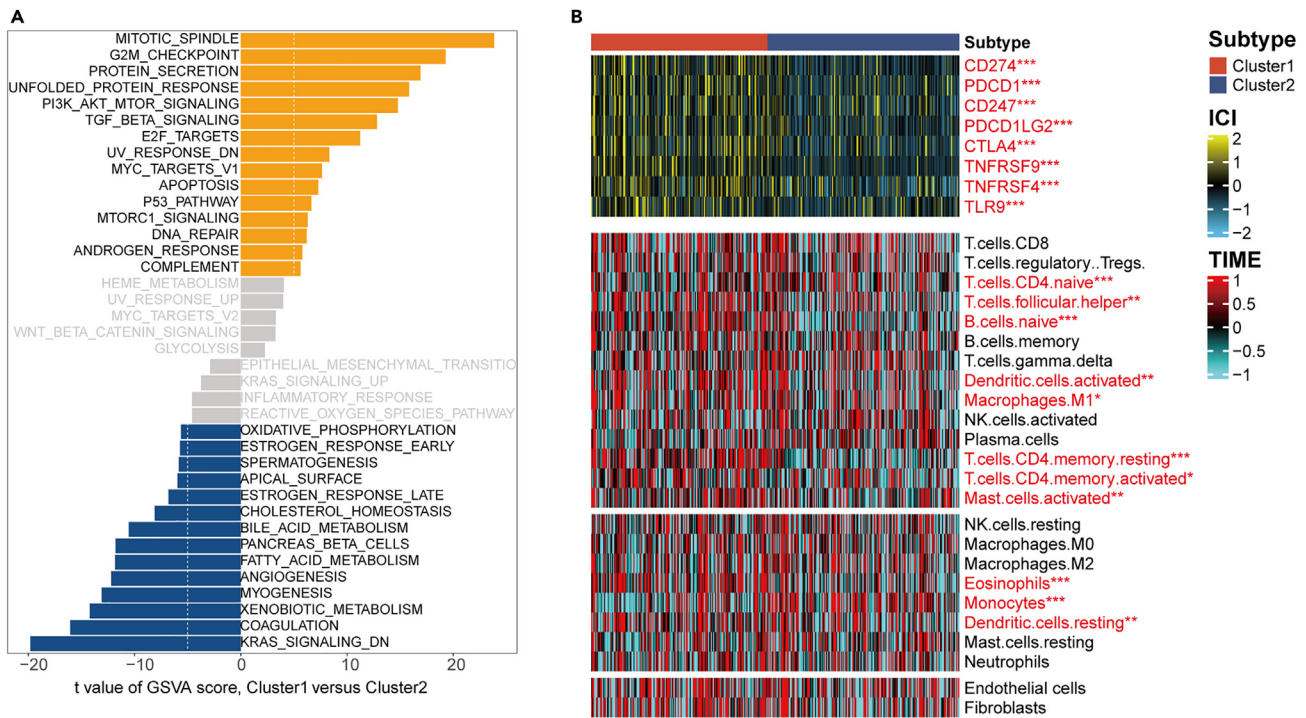 A
MITOTIC_SPINDLE
G2M_CHECKPOINT
PROTEIN_SECRETION
UNFOLDED_PROTEIN_RESPONSE
PI3K_AKT_MTOR_SIGNALING
TGF_BETA_SIGNALING
E2F_TARGETS
UV_RESPONSE_DN
MYC_TARGETS_V1
APOPTOSIS
P53_PATHWAY
MTORC1_SIGNALING
DNA_REPAIR
ANDROGEN_RESPONSE
COMPLEMENT
HEME_METABOLISM
UV_RESPONSE_UP
MYC_TARGETS_V2
WNT_BETA_CATENIN_SIGNALING
GLYCOLYSIS
EPITHELIAL_MESENCHYMAL_TRANSITIO
KRAS_SIGNALING_UP
INFLAMMATORY_RESPONSE
REACTIVE_OXYGEN_SPECIES_PATHWAY
OXIDATIVE_PHOSPHORYLATION
ESTROGEN_RESPONSE_EARLY
SPERMATOGENESIS
APICAL_SURFACE
ESTROGEN_RESPONSE_LATE
CHOLESTEROL_HOMEOSTASIS
BILE_ACID_METABOLISM
PANCREAS_BETA_CELLS
FATTY_ACID_METABOLISM
ANGIOGENESIS
MYOGENESIS
XENOBIOTIC_METABOLISM
COAGULATION
KRAS_SIGNALING_DN
−20 −10 0 10 20
t value of GSVA score, Cluster1 versus Cluster2
B
Subtype
CD274***
PDCD1***
CD247***
PDCD1LG2***
CTLA4***
TNFRSF9***
TNFRSF4***
TLR9***
T.cells.CD8
T.cells.regulatory..Tregs.
T.cells.CD4.naive***
T.cells.follicular.helper**
B.cells.naive***
B.cells.memory
T.cells.gamma.delta
Dendritic.cells.activated**
Macrophages.M1*
NK.cells.activated
Plasma.cells
T.cells.CD4.memory.resting***
T.cells.CD4.memory.activated*
Mast.cells.activated**
NK.cells.resting
Macrophages.M0
Macrophages.M2
Eosinophils***
Monocytes***
Dendritic.cells.resting**
Mast.cells.resting
Neutrophils
Endothelial cells
Fibroblasts
Subtype
Cluster1
Cluster2
ICI
2
1
0
−1
−2
TIME
1
0.5
0
−0.5
−1